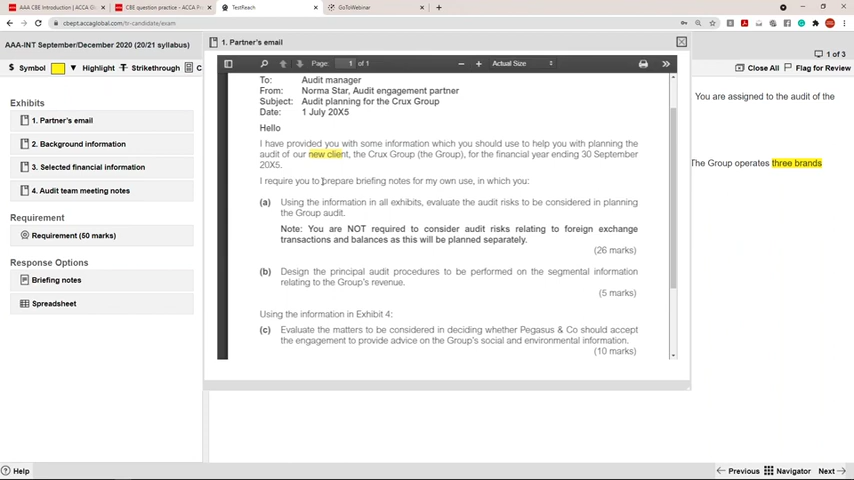 AAA CBE Introduction | ACCA Glo
CBE question practice | ACCA P
TestReach
GoToWebinar
cbept.accaglobal.com/tr-candidate/exam
AAA-INT September/December 2020 (20/21 syllabus)
1 of 3
$ Symbol
Highlight
Strikethrough
Close All
Flag for Review
Exhibits
1. Partner's email
2. Background information
3. Selected financial information
4. Audit team meeting notes
Requirement
Requirement (50 marks)
Response Options
Briefing notes
Spreadsheet
1. Partner's email
Page: 1 of 1
Actual Size
To: Audit manager
From: Norma Star, Audit engagement partner
Subject: Audit planning for the Crux Group
Date: 1 July 20X5
Hello
I have provided you with some information which you should use to help you with planning the
audit of our new client, the Crux Group (the Group), for the financial year ending 30 September
20X5.
I require you to prepare briefing notes for my own use, in which you:
(a) Using the information in all exhibits, evaluate the audit risks to be considered in planning
the Group audit.
Note: You are NOT required to consider audit risks relating to foreign exchange
transactions and balances as this will be planned separately.
(26 marks)
(b) Design the principal audit procedures to be performed on the segmental information
relating to the Group's revenue.
(5 marks)
Using the information in Exhibit 4:
(c) Evaluate the matters to be considered in deciding whether Pegasus & Co should accept
the engagement to provide advice on the Group's social and environmental information.
(10 marks)
You are assigned to the audit of the
The Group operates three brands
Help
Previous
Navigator
Next